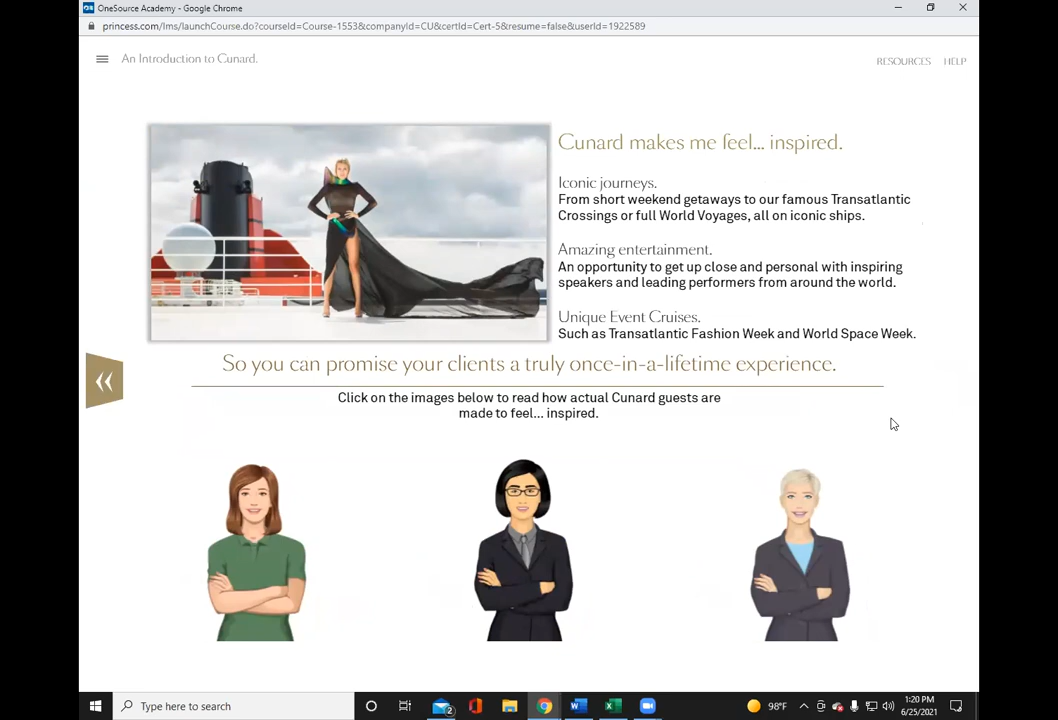 OneSource Academy - Google Chrome
princess.com/lms/launchCourse.do?courseId=Course-1553&companyId=CU&certId=Cert-5&resume=false&userId=1922589
An Introduction to Cunard.
RESOURCES HELP
Cunard makes me feel... inspired.
Iconic journeys.
From short weekend getaways to our famous Transatlantic
Crossings or full World Voyages, all on iconic ships.
Amazing entertainment.
An opportunity to get up close and personal with inspiring
speakers and leading performers from around the world.
Unique Event Cruises.
Such as Transatlantic Fashion Week and World Space Week.
So you can promise your clients a truly once-in-a-lifetime experience.
Click on the images below to read how actual Cunard guests are
made to feel... inspired.
Type here to search
2
98°F
1:20 PM
6/25/2021